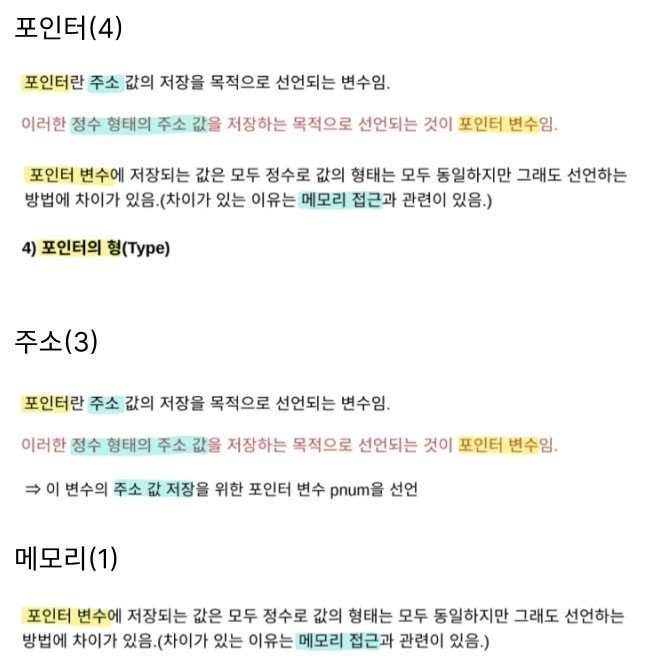 포인터(4)
포인터란 주소 값의 저장을 목적으로 선언되는 변수임.
이러한 정수 형태의 주소 값을 저장하는 목적으로 선언되는 것이 포인터 변수임.
포인터 변수에 저장되는 값은 모두 정수로 값의 형태는 모두 동일하지만 그래도 선언하는
방법에 차이가 있음.(차이가 있는 이유는 메모리 접근과 관련이 있음.)
4) 포인터의 형(Type)
주소(3)
포인터란 주소 값의 저장을 목적으로 선언되는 변수임.
이러한 정수 형태의 주소 값을 저장하는 목적으로 선언되는 것이 포인터 변수임.
⇒ 이 변수의 주소 값 저장을 위한 포인터 변수 pnum을 선언
메모리(1)
포인터 변수에 저장되는 값은 모두 정수로 값의 형태는 모두 동일하지만 그래도 선언하는
방법에 차이가 있음.(차이가 있는 이유는 메모리 접근과 관련이 있음.)